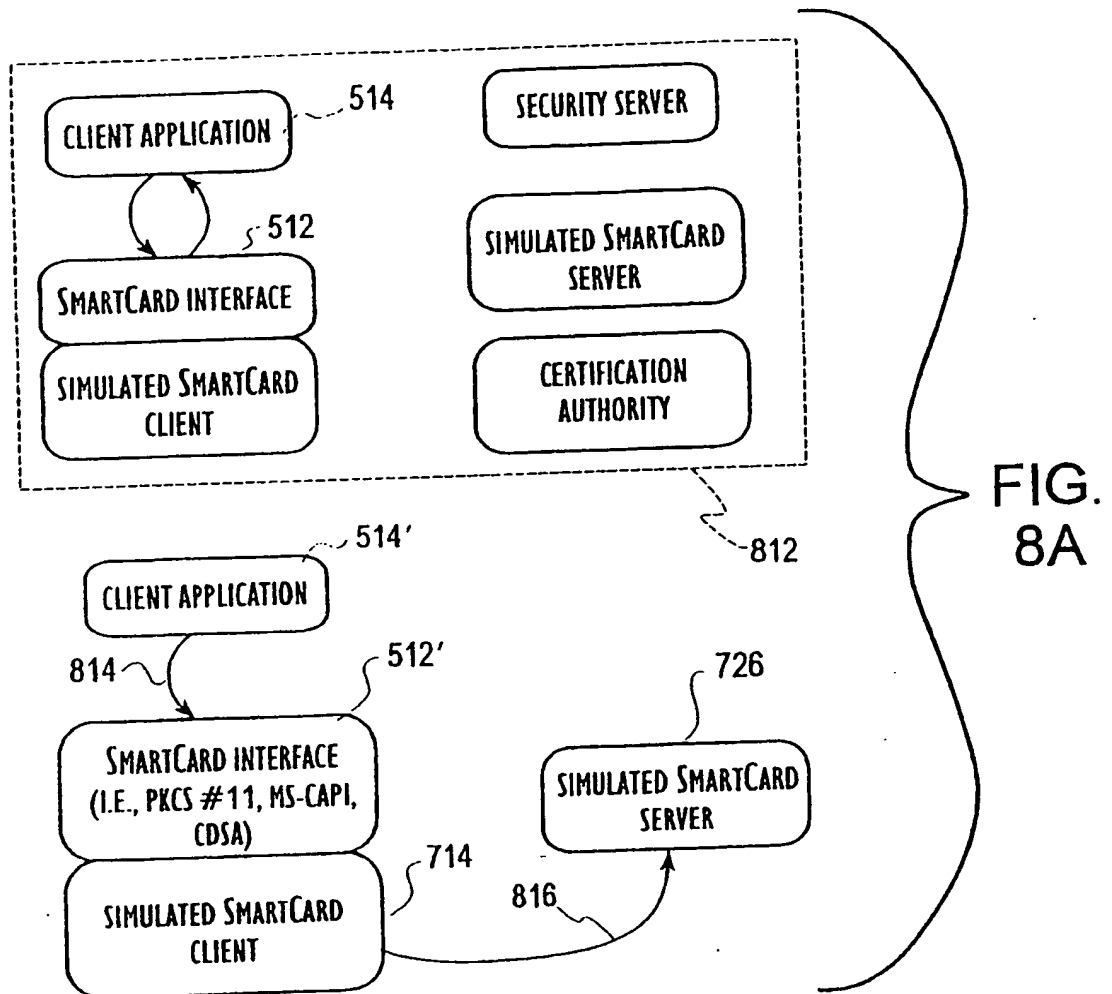 CLIENT APPLICATION
514
SECURITY SERVER
512
SMARTCARD INTERFACE
SIMULATED SMARTCARD
CLIENT
SIMULATED SMARTCARD
SERVER
CERTIFICATION
AUTHORITY
812
FIG.
8A
514′
CLIENT APPLICATION
814
512′
SMARTCARD INTERFACE
(I.E., PKCS #11, MS-CAPI,
CDSA)
726
SIMULATED SMARTCARD
SERVER
714
SIMULATED SMARTCARD
CLIENT
816